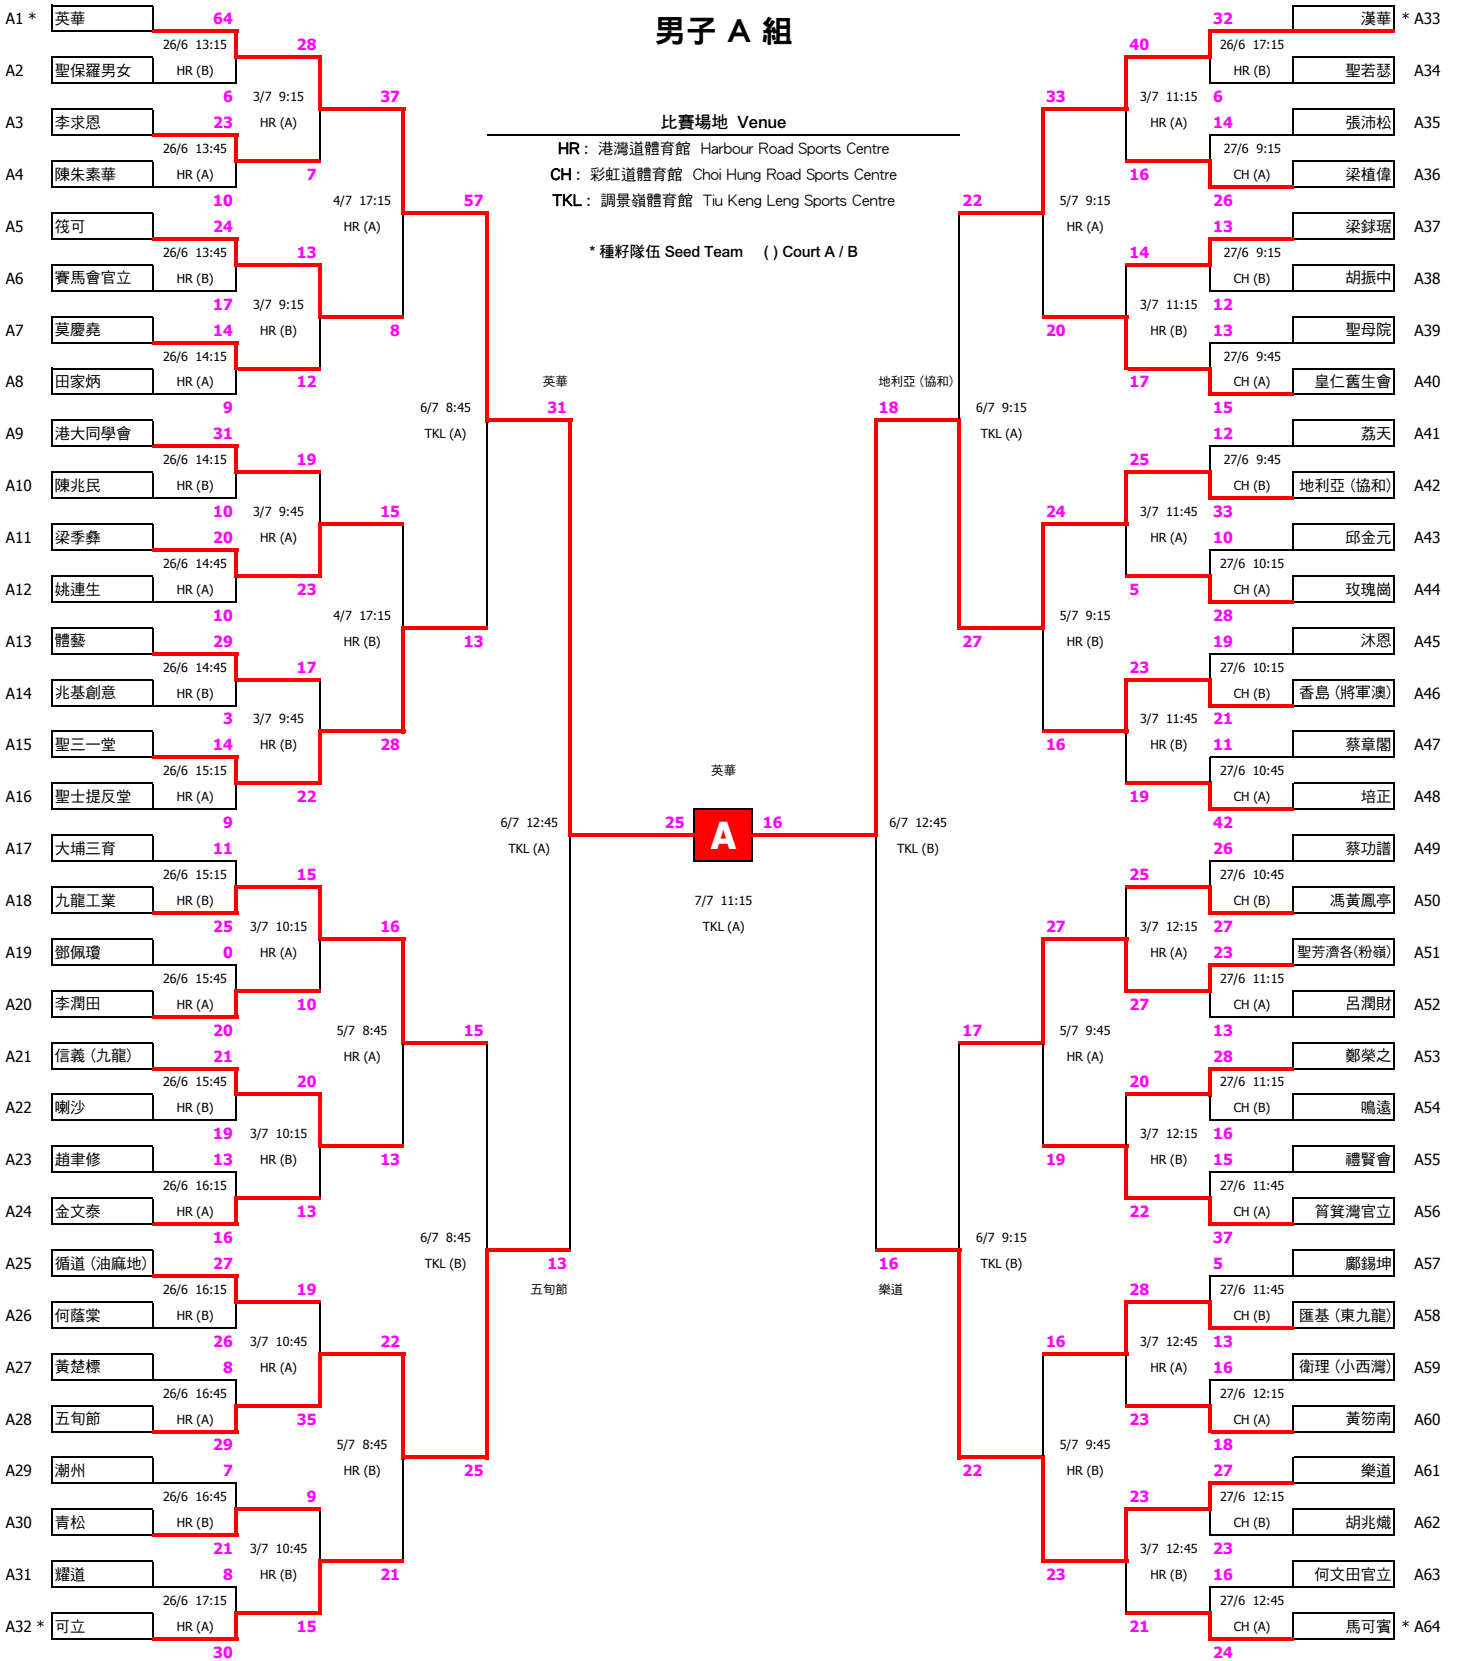 男子 A 組
比賽場地 Venue
HR : 港灣道體育館 Harbour Road Sports Centre
CH : 彩虹道體育館 Choi Hung Road Sports Centre
TKL : 調景嶺體育館 Tiu Keng Leng Sports Centre
* 種籽隊伍 Seed Team ( ) Court A / B
A1 * 英華 64
26/6 13:15 28
A2 聖保羅男女 HR (B)
6 3/7 9:15 37
A3 李求恩 23 HR (A)
26/6 13:45
A4 陳朱素華 HR (A) 7
10 4/7 17:15 57
A5 筏可 24 HR (A)
26/6 13:45 13
A6 賽馬會官立 HR (B)
17 3/7 9:15
A7 莫慶堯 14 HR (B) 8
26/6 14:15
A8 田家炳 HR (A) 12 英華
9 6/7 8:45 31
A9 港大同學會 31 TKL (A)
26/6 14:15 19
A10 陳兆民 HR (B)
10 3/7 9:45 15
A11 梁季彝 20 HR (A)
26/6 14:45
A12 姚連生 HR (A) 23
10 4/7 17:15
A13 體藝 29 HR (B) 13
26/6 14:45 17
A14 兆基創意 HR (B)
3 3/7 9:45
A15 聖三一堂 14 HR (B) 28
26/6 15:15
A16 聖士提反堂 HR (A) 22
9 6/7 12:45
A17 大埔三育 11 TKL (A)
26/6 15:15 15
A18 九龍工業 HR (B)
25 3/7 10:15 16
A19 鄧佩瓊 0 HR (A)
26/6 15:45
A20 李潤田 HR (A) 10
20 5/7 8:45 15
A21 信義 (九龍) 21 HR (A)
26/6 15:45 20
A22 喇沙 HR (B)
19 3/7 10:15
A23 趙聿修 13 HR (B) 13
26/6 16:15
A24 金文泰 HR (A) 13
16 6/7 8:45
A25 循道 (油麻地) 27 TKL (B) 13
26/6 16:15 19 五旬節
A26 何蔭棠 HR (B)
26 3/7 10:45 22
A27 黃楚標 8 HR (A)
26/6 16:45
A28 五旬節 HR (A) 35
29 5/7 8:45
A29 潮州 7 HR (B) 25
26/6 16:45 9
A30 青松 HR (B)
21 3/7 10:45
A31 耀道 8 HR (B) 21
26/6 17:15
A32 * 可立 HR (A) 15
30
英華
25 A 16
7/7 11:15
TKL (A)
32 漢華 * A33
40 26/6 17:15
HR (B) 聖若瑟 A34
33 3/7 11:15 6
HR (A) 14 張沛松 A35
27/6 9:15
16 CH (A) 梁植偉 A36
22 5/7 9:15 26
HR (A) 13 梁銶琚 A37
14 27/6 9:15
CH (B) 胡振中 A38
3/7 11:15 12
20 HR (B) 13 聖母院 A39
27/6 9:45
地利亞 (協和) 17 CH (A) 皇仁舊生會 A40
18 6/7 9:15 15
TKL (A) 12 荔天 A41
25 27/6 9:45
CH (B) 地利亞 (協和) A42
24 3/7 11:45 33
HR (A) 10 邱金元 A43
27/6 10:15
5 CH (A) 玫瑰崗 A44
5/7 9:15 28
27 HR (B) 19 沐恩 A45
23 27/6 10:15
CH (B) 香島 (將軍澳) A46
3/7 11:45 21
16 HR (B) 11 蔡章閣 A47
27/6 10:45
19 CH (A) 培正 A48
6/7 12:45 42
TKL (B) 26 蔡功譜 A49
25 27/6 10:45
CH (B) 馮黃鳳亭 A50
27 3/7 12:15 27
HR (A) 23 聖芳濟各(粉嶺) A51
27/6 11:15
27 CH (A) 呂潤財 A52
17 5/7 9:45 13
HR (A) 28 鄭榮之 A53
20 27/6 11:15
CH (B) 鳴遠 A54
3/7 12:15 16
19 HR (B) 15 禮賢會 A55
27/6 11:45
22 CH (A) 筲箕灣官立 A56
6/7 9:15 37
16 TKL (B) 5 鄺錫坤 A57
樂道 28 27/6 11:45
CH (B) 匯基 (東九龍) A58
16 3/7 12:45 13
HR (A) 16 衛理 (小西灣) A59
27/6 12:15
23 CH (A) 黃笏南 A60
5/7 9:45 18
22 HR (B) 27 樂道 A61
23 27/6 12:15
CH (B) 胡兆熾 A62
3/7 12:45 23
23 HR (B) 16 何文田官立 A63
27/6 12:45
21 CH (A) 馬可賓 * A64
24